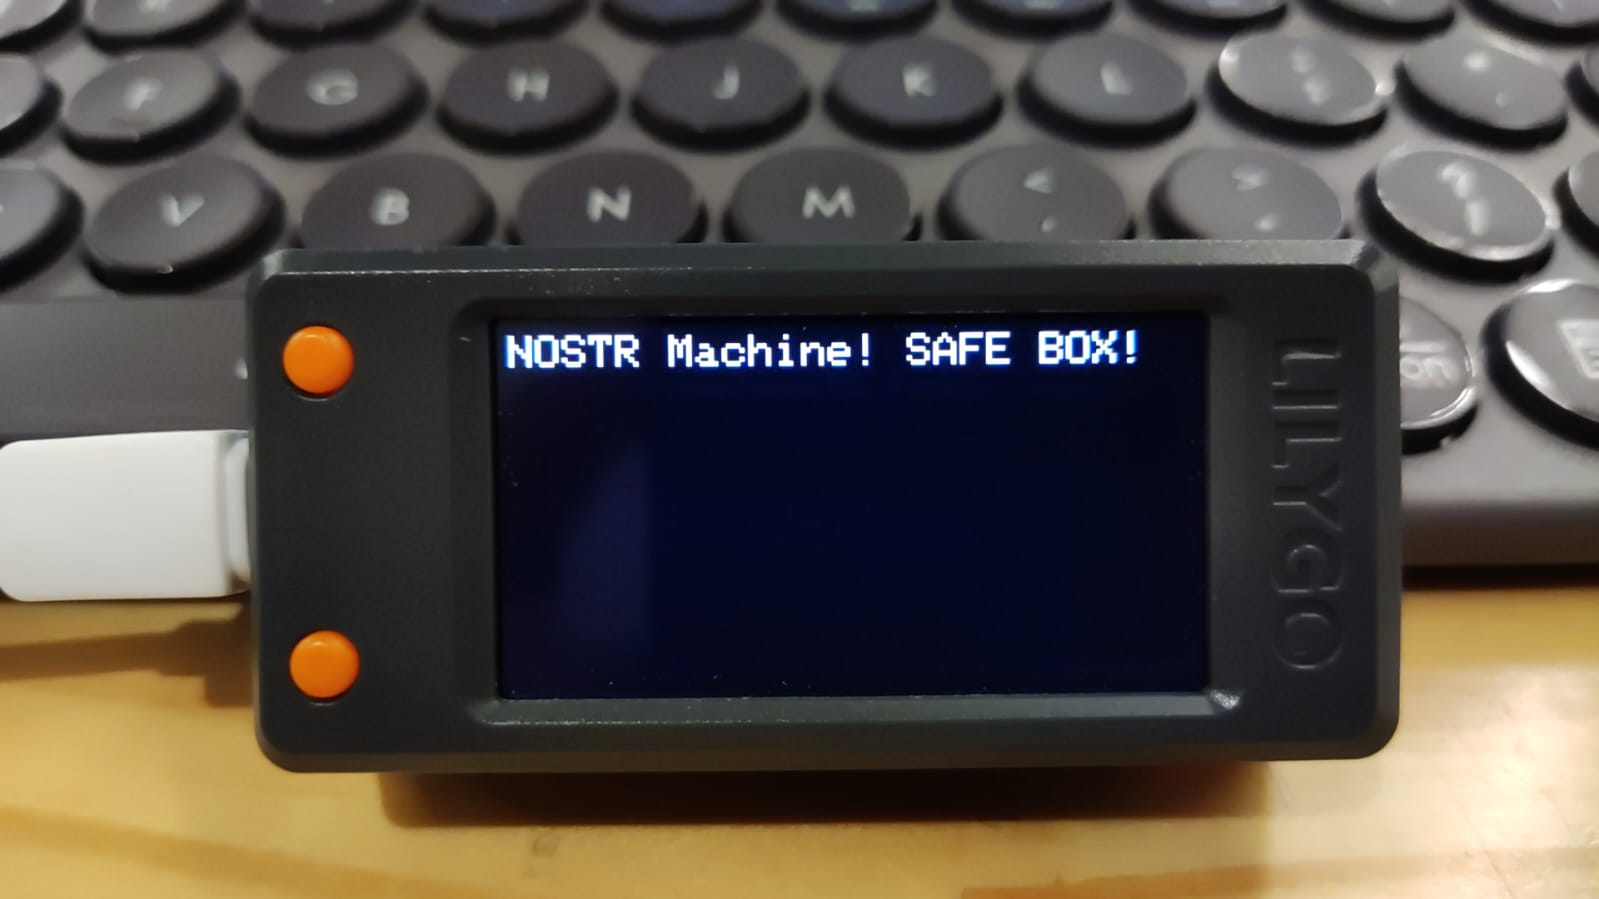 F G H J K L
V B N M < ,
> .
NOSTR Machine! SAFE BOX!
LILYGO